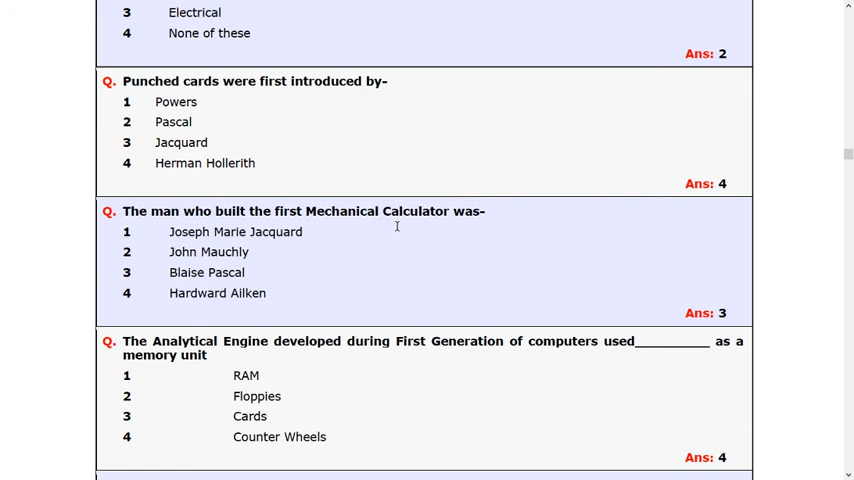 3 Electrical
4 None of these
Ans: 2
Q. Punched cards were first introduced by-
1 Powers
2 Pascal
3 Jacquard
4 Herman Hollerith
Ans: 4
Q. The man who built the first Mechanical Calculator was-
1 Joseph Marie Jacquard
2 John Mauchly
3 Blaise Pascal
4 Hardward Ailken
Ans: 3
Q. The Analytical Engine developed during First Generation of computers used_________ as a
memory unit
1 RAM
2 Floppies
3 Cards
4 Counter Wheels
Ans: 4